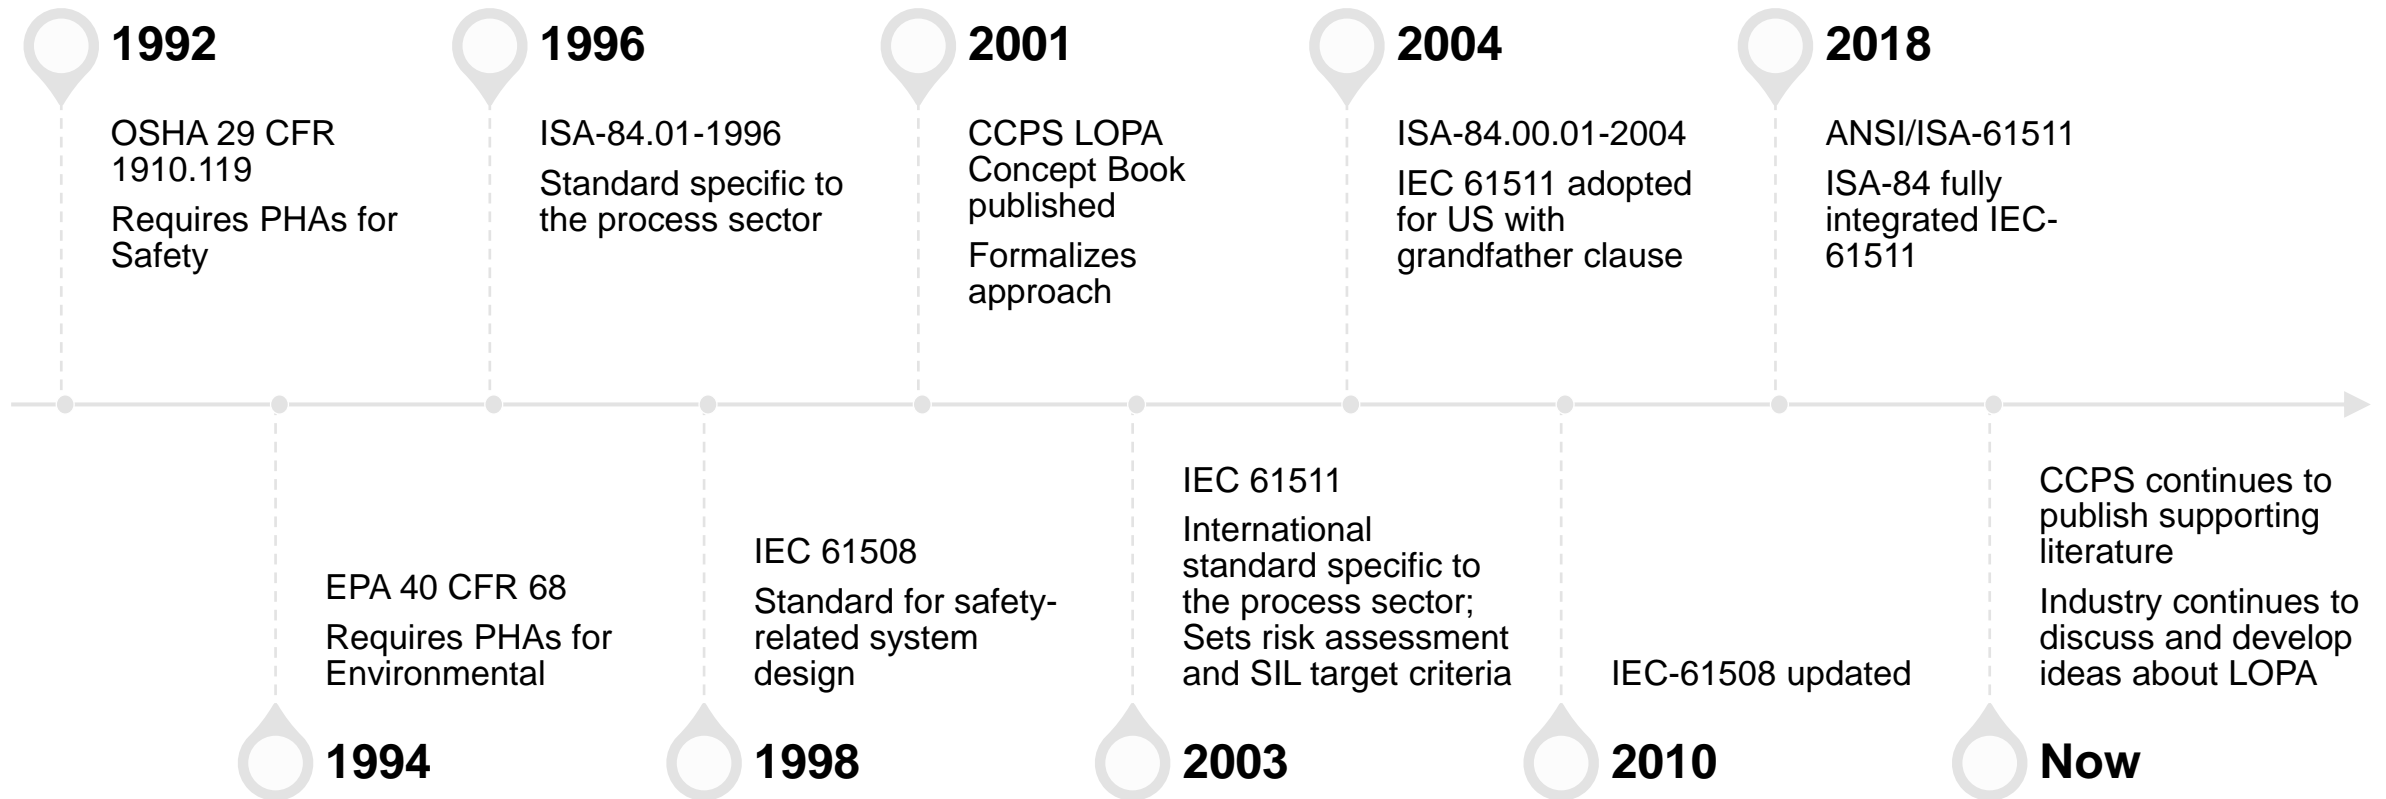 1992
OSHA 29 CFR
1910.119
Requires PHAs for
Safety
1996
ISA-84.01-1996
Standard specific to
the process sector
2001
CCPS LOPA
Concept Book
published
Formalizes
approach
2004
ISA-84.00.01-2004
IEC 61511 adopted
for US with
grandfather clause
2018
ANSI/ISA-61511
ISA-84 fully
integrated IEC-
61511
EPA 40 CFR 68
Requires PHAs for
Environmental
1994
IEC 61508
Standard for safety-
related system
design
1998
IEC 61511
International
standard specific to
the process sector;
Sets risk assessment
and SIL target criteria
2003
IEC-61508 updated
2010
CCPS continues to
publish supporting
literature
Industry continues to
discuss and develop
ideas about LOPA
Now